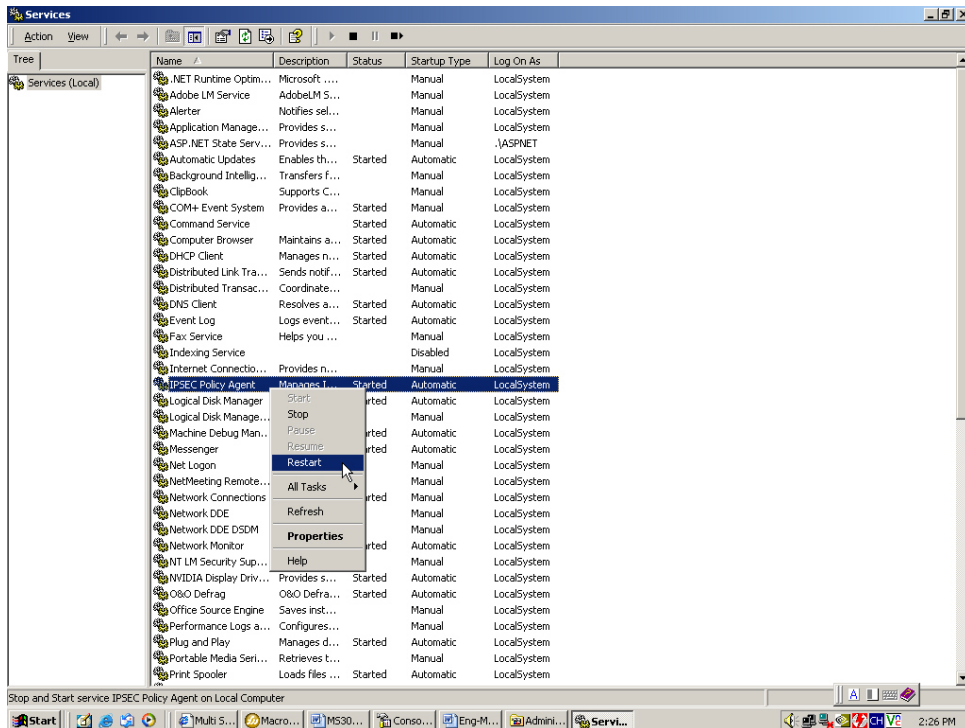 Services
Action View
Tree
Name Description Status Startup Type Log On As
Services (Local)
.NET Runtime Optim... Microsoft .... Manual LocalSystem
Adobe LM Service AdobeLM S... Manual LocalSystem
Alerter Notifies sel... Manual LocalSystem
Application Manage... Provides s... Manual LocalSystem
ASP.NET State Serv... Provides s... Manual .\ASPNET
Automatic Updates Enables th... Started Automatic LocalSystem
Background Intellig... Transfers f... Manual LocalSystem
ClipBook Supports C... Manual LocalSystem
COM+ Event System Provides a... Started Manual LocalSystem
Command Service Started Automatic LocalSystem
Computer Browser Maintains a... Started Automatic LocalSystem
DHCP Client Manages n... Started Automatic LocalSystem
Distributed Link Tra... Sends notif... Started Automatic LocalSystem
Distributed Transac... Coordinate... Manual LocalSystem
DNS Client Resolves a... Started Automatic LocalSystem
Event Log Logs event... Started Automatic LocalSystem
Fax Service Helps you ... Manual LocalSystem
Indexing Service Disabled LocalSystem
Internet Connectio... Provides n... Manual LocalSystem
IPSEC Policy Agent Manages I... Started Automatic LocalSystem
Logical Disk Manager rted Automatic LocalSystem
Logical Disk Manage... Manual LocalSystem
Machine Debug Man... rted Automatic LocalSystem
Messenger rted Automatic LocalSystem
Net Logon Manual LocalSystem
NetMeeting Remote... Manual LocalSystem
Network Connections rted Manual LocalSystem
Network DDE Manual LocalSystem
Network DDE DSDM Manual LocalSystem
Network Monitor rted Automatic LocalSystem
NT LM Security Sup... Manual LocalSystem
NVIDIA Display Driv... Provides s... Started Automatic LocalSystem
O&O Defrag O&O Defra... Started Automatic LocalSystem
Office Source Engine Saves inst... Manual LocalSystem
Performance Logs a... Configures... Manual LocalSystem
Plug and Play Manages d... Started Automatic LocalSystem
Portable Media Seri... Retrieves t... Manual LocalSystem
Print Spooler Loads files ... Started Automatic LocalSystem
Start
Stop
Pause
Resume
Restart
All Tasks
Refresh
Properties
Help
Stop and Start service IPSEC Policy Agent on Local Computer
A
Start Multi S... Macro... MS30... Conso... Eng-M... Admini... Servi... CH V2 2:26 PM